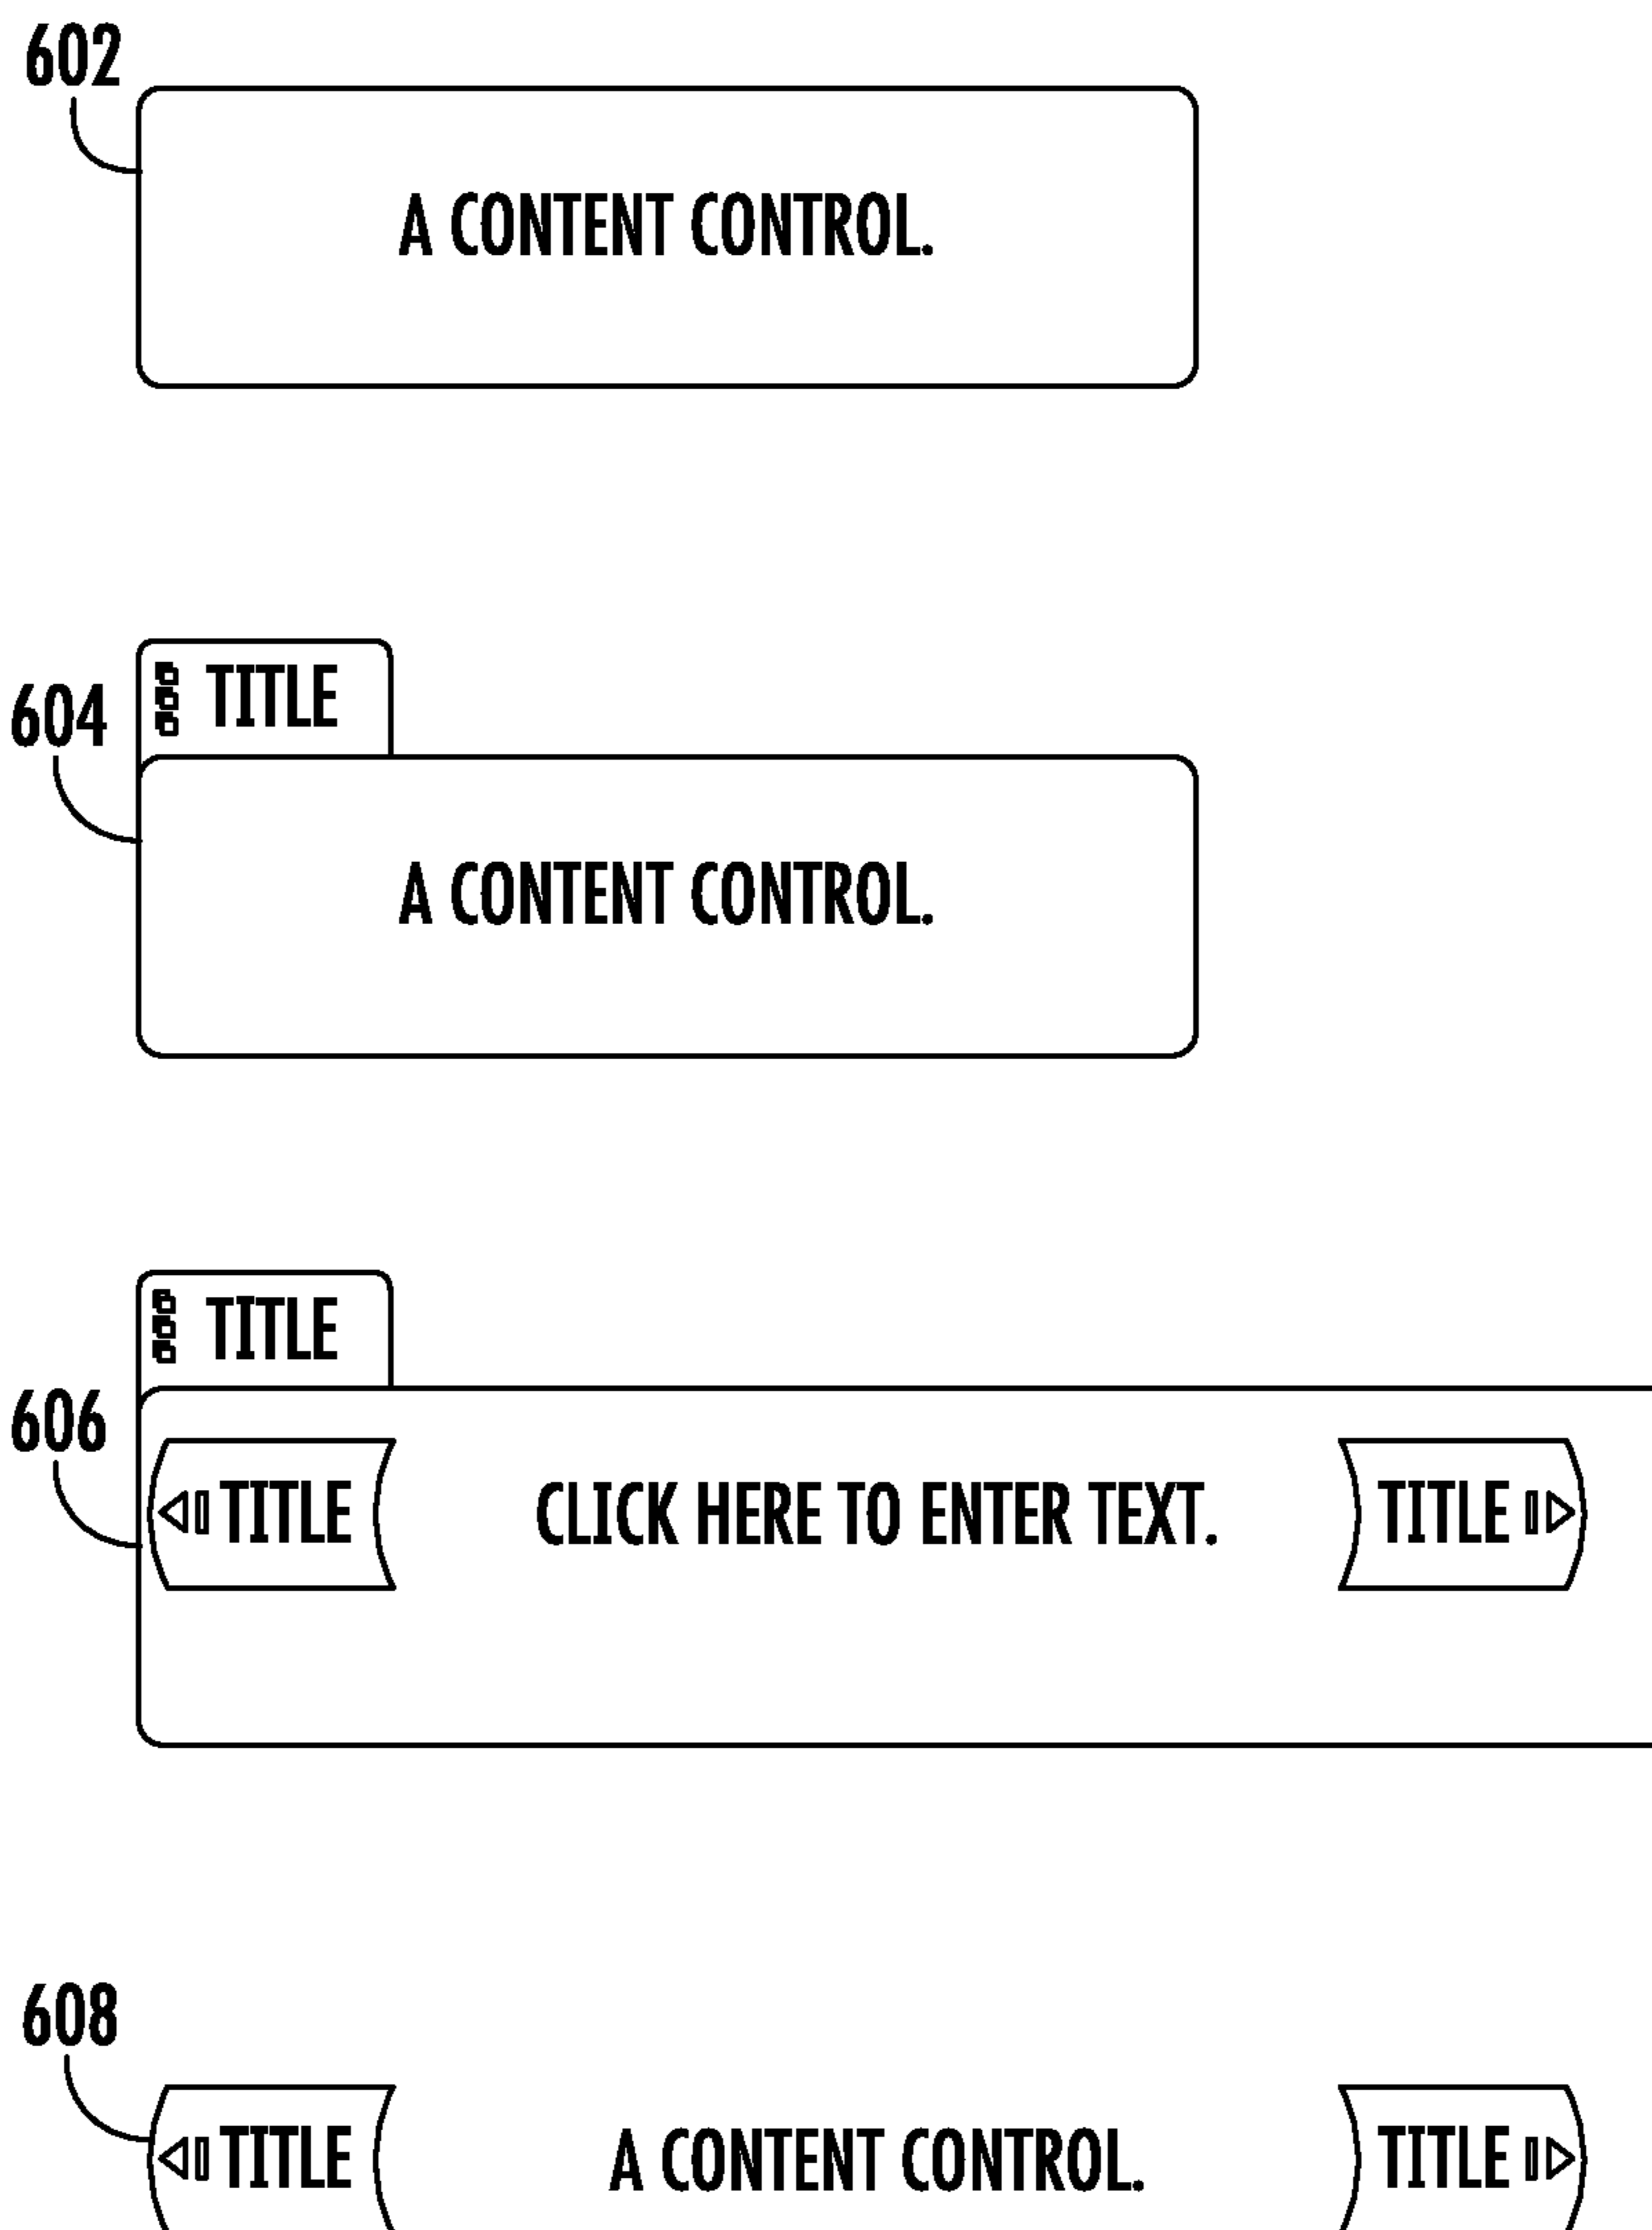 602
A CONTENT CONTROL.
TITLE
604
A CONTENT CONTROL.
TITLE
606
TITLE CLICK HERE TO ENTER TEXT. TITLE
608
TITLE A CONTENT CONTROL. TITLE